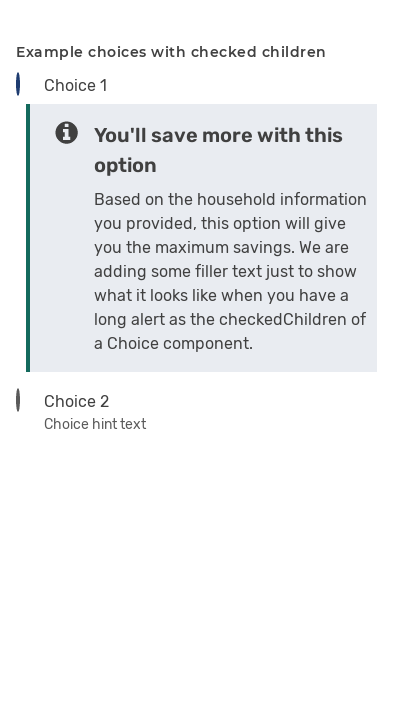 Example choices with checked children
Choice 1
You'll save more with this
option
Based on the household information
you provided, this option will give
you the maximum savings. We are
adding some filler text just to show
what it looks like when you have a
long alert as the checkedChildren of
a Choice component.
Choice 2
Choice hint text